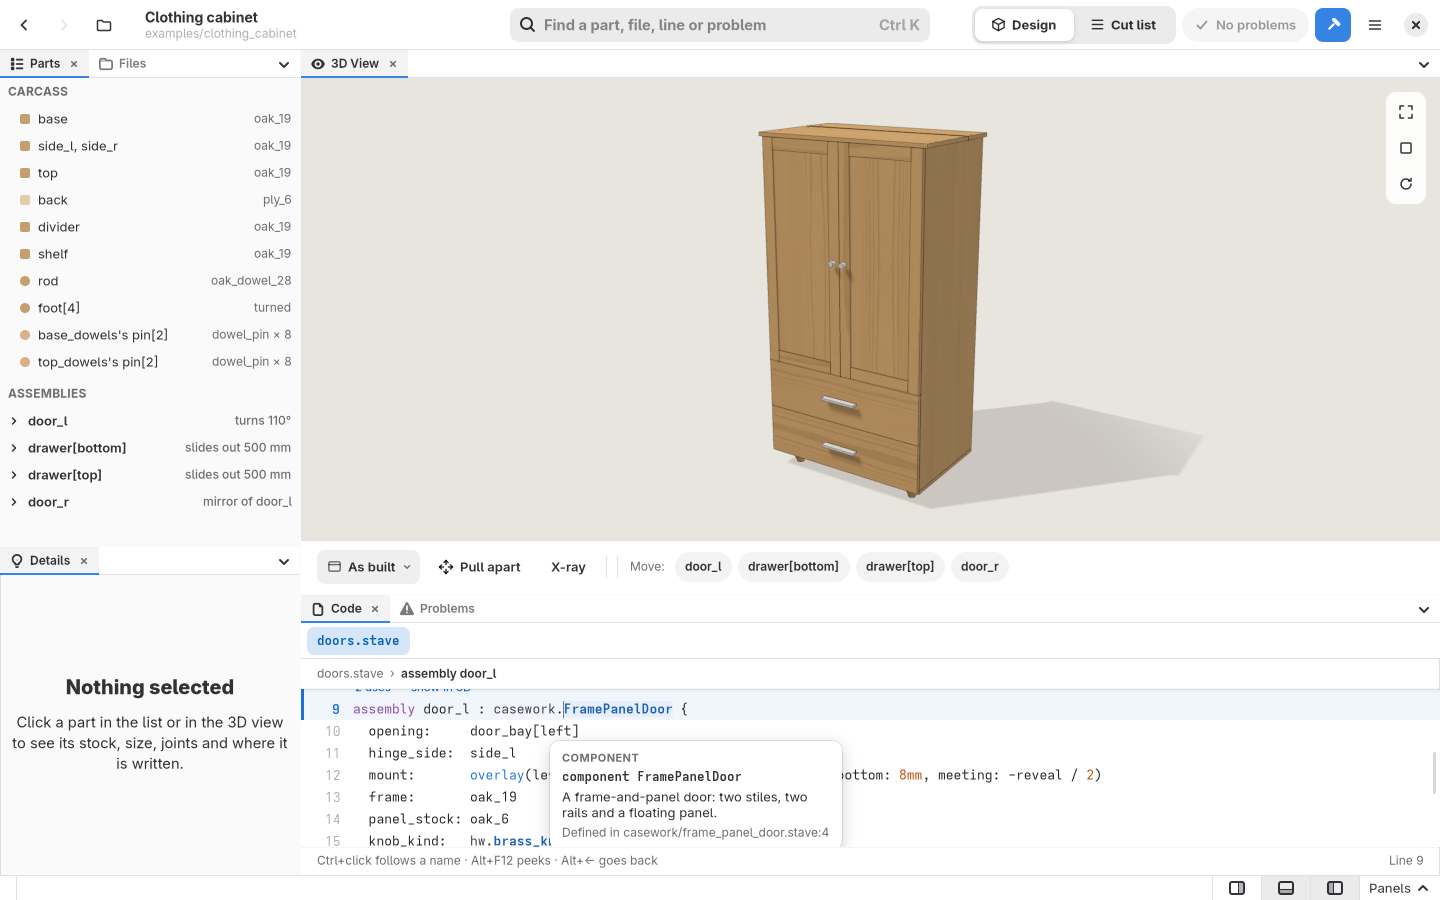 Clothing cabinet
examples/clothing_cabinet
Find a part, file, line or problem
Ctrl K
Design
Cut list
No problems
Parts
Files
3D View
CARCASS
base oak_19
side_l, side_r oak_19
top oak_19
back ply_6
divider oak_19
shelf oak_19
rod oak_dowel_28
foot[4] turned
base_dowels's pin[2] dowel_pin × 8
top_dowels's pin[2] dowel_pin × 8
ASSEMBLIES
door_l turns 110°
drawer[bottom] slides out 500 mm
drawer[top] slides out 500 mm
door_r mirror of door_l
Details
Nothing selected
Click a part in the list or in the 3D view
to see its stock, size, joints and where it
is written.
As built
Pull apart
X-ray
Move:
door_l
drawer[bottom]
drawer[top]
door_r
Code
Problems
doors.stave
doors.stave › assembly door_l
9 assembly door_l : casework.FramePanelDoor {
10 opening: door_bay[left]
11 hinge_side: side_l
12 mount: overlay(le ottom: 8mm, meeting: -reveal / 2)
13 frame: oak_19
14 panel_stock: oak_6
15 knob_kind: hw.brass_k
COMPONENT
component FramePanelDoor
A frame-and-panel door: two stiles, two
rails and a floating panel.
Defined in casework/frame_panel_door.stave:4
Ctrl+click follows a name · Alt+F12 peeks · Alt+← goes back
Line 9
Panels